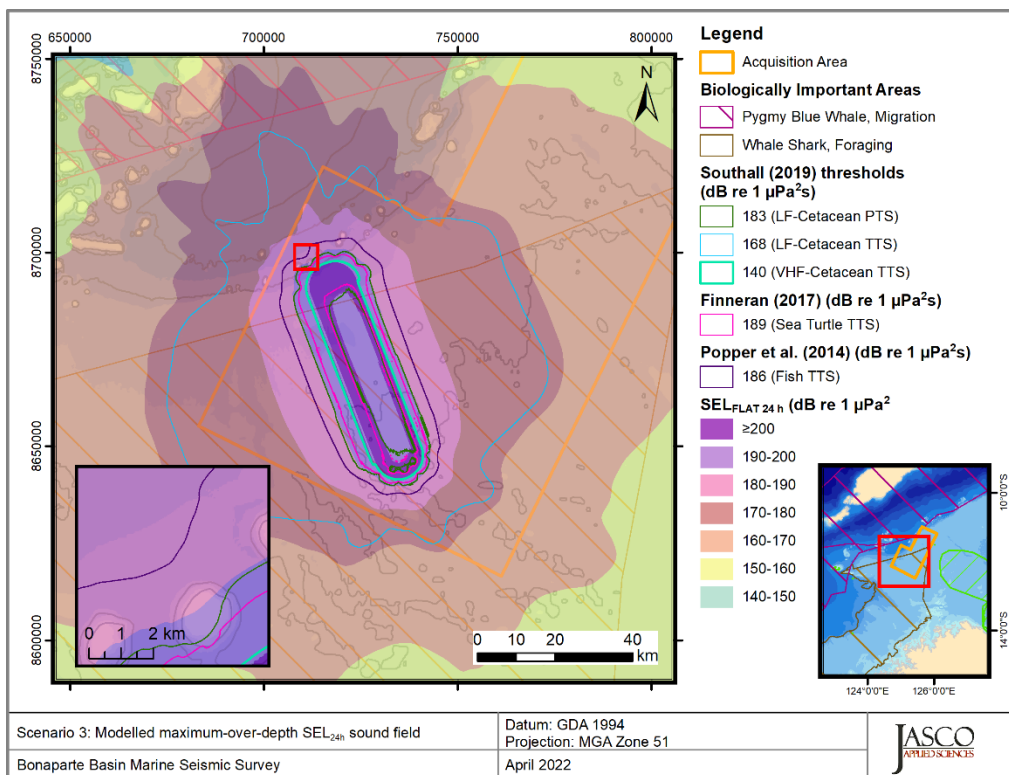 650000 700000 750000 800000
8750000
8700000
8650000
8600000
N
0 1 2 km
0 10 20 40
km
Legend
Acquisition Area
Biologically Important Areas
Pygmy Blue Whale, Migration
Whale Shark, Foraging
Southall (2019) thresholds
(dB re 1 µPa²s)
183 (LF-Cetacean PTS)
168 (LF-Cetacean TTS)
140 (VHF-Cetacean TTS)
Finneran (2017) (dB re 1 µPa²s)
189 (Sea Turtle TTS)
Popper et al. (2014) (dB re 1 µPa²s)
186 (Fish TTS)
SELFLAT 24 h (dB re 1 µPa²
≥200
190-200
180-190
170-180
160-170
150-160
140-150
10°0'0"S
14°0'0"S
124°0'0"E 126°0'0"E
Scenario 3: Modelled maximum-over-depth SEL24h sound field
Datum: GDA 1994
Projection: MGA Zone 51
Bonaparte Basin Marine Seismic Survey
April 2022
JASCO
APPLIED SCIENCES